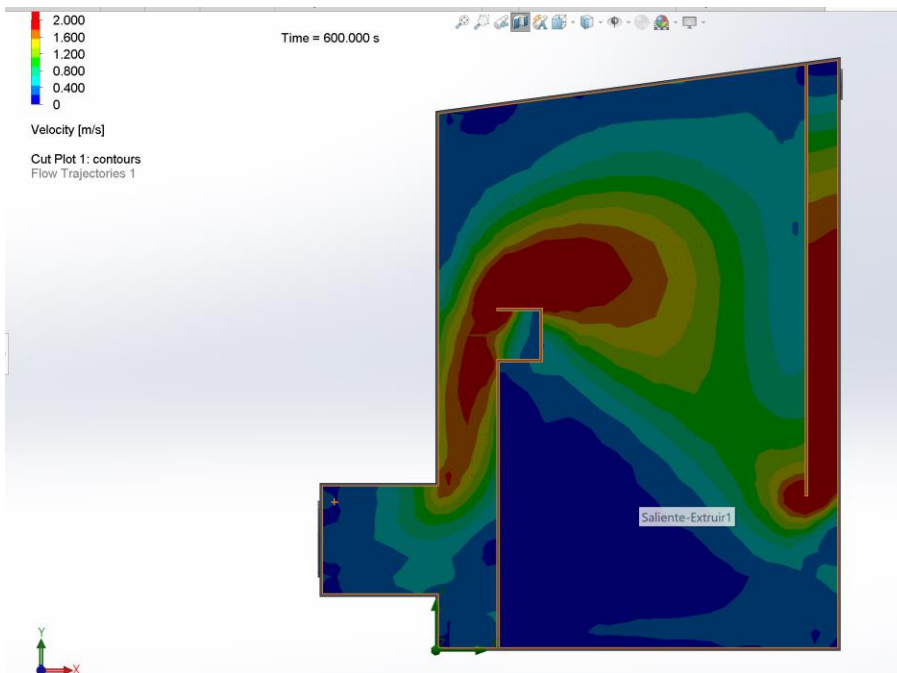 2.000
1.600
1.200
0.800
0.400
0
Time = 600.000 s
Velocity [m/s]
Cut Plot 1: contours
Flow Trajectories 1
Saliente-Extruir1
Y
X